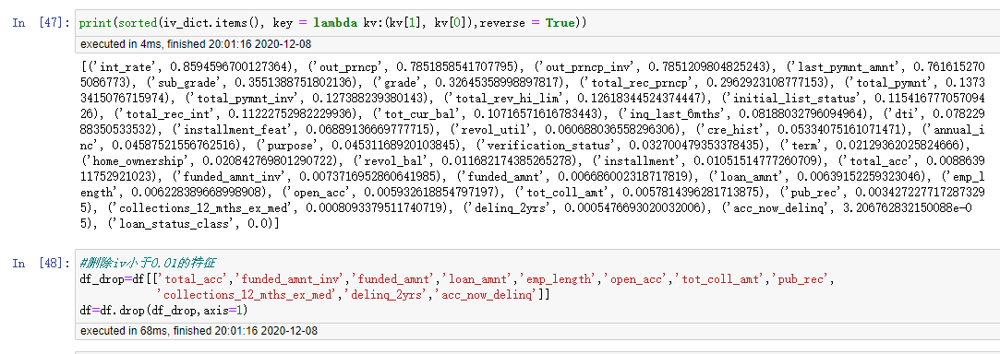 In [47]: print(sorted(iv_dict.items(), key = lambda kv:(kv[1], kv[0]),reverse = True))
executed in 4ms, finished 20:01:16 2020-12-08
[('int_rate', 0.8594596700127364), ('out_prncp', 0.7851858541707795), ('out_prncp_inv', 0.7851209804825243), ('last_pymnt_amnt', 0.761615270
5086773), ('sub_grade', 0.3551388751802136), ('grade', 0.32645358998897817), ('total_rec_prncp', 0.2962923108777153), ('total_pymnt', 0.1373
3415076715974), ('total_pymnt_inv', 0.127388239380143), ('total_rev_hi_lim', 0.12618344524374447), ('initial_list_status', 0.115416777057094
26), ('total_rec_int', 0.11222752982229936), ('tot_cur_bal', 0.10716571616783443), ('inq_last_6mths', 0.08188032796094964), ('dti', 0.078229
88350533532), ('installment_feat', 0.068891366697777715), ('revol_util', 0.060688036558296306), ('cre_hist', 0.05334075161071471), ('annual_i
nc', 0.04587521556762516), ('purpose', 0.04531168920103845), ('verification_status', 0.032700479353378435), ('term', 0.02129362025824666),
('home_ownership', 0.020842769801290722), ('revol_bal', 0.011682174385265278), ('installment', 0.01051514777260709), ('total_acc', 0.0088639
11752921023), ('funded_amnt_inv', 0.0073716952860641985), ('funded_amnt', 0.006686002318717819), ('loan_amnt', 0.00639152259323046), ('emp_l
ength', 0.006228389668998908), ('open_acc', 0.005932618854797197), ('tot_coll_amt', 0.0057814396281713875), ('pub_rec', 0.003427227717287329
5), ('collections_12_mths_ex_med', 0.0008093379511740719), ('delinq_2yrs', 0.0005476693020032006), ('acc_now_delinq', 3.206762832150088e-0
5), ('loan_status_class', 0.0)]
In [48]: #删除iv小于0.01的特征
df_drop=df[['total_acc','funded_amnt_inv','funded_amnt','loan_amnt','emp_length','open_acc','tot_coll_amt','pub_rec',
'collections_12_mths_ex_med','delinq_2yrs','acc_now_delinq']]
df=df.drop(df_drop,axis=1)
executed in 68ms, finished 20:01:16 2020-12-08